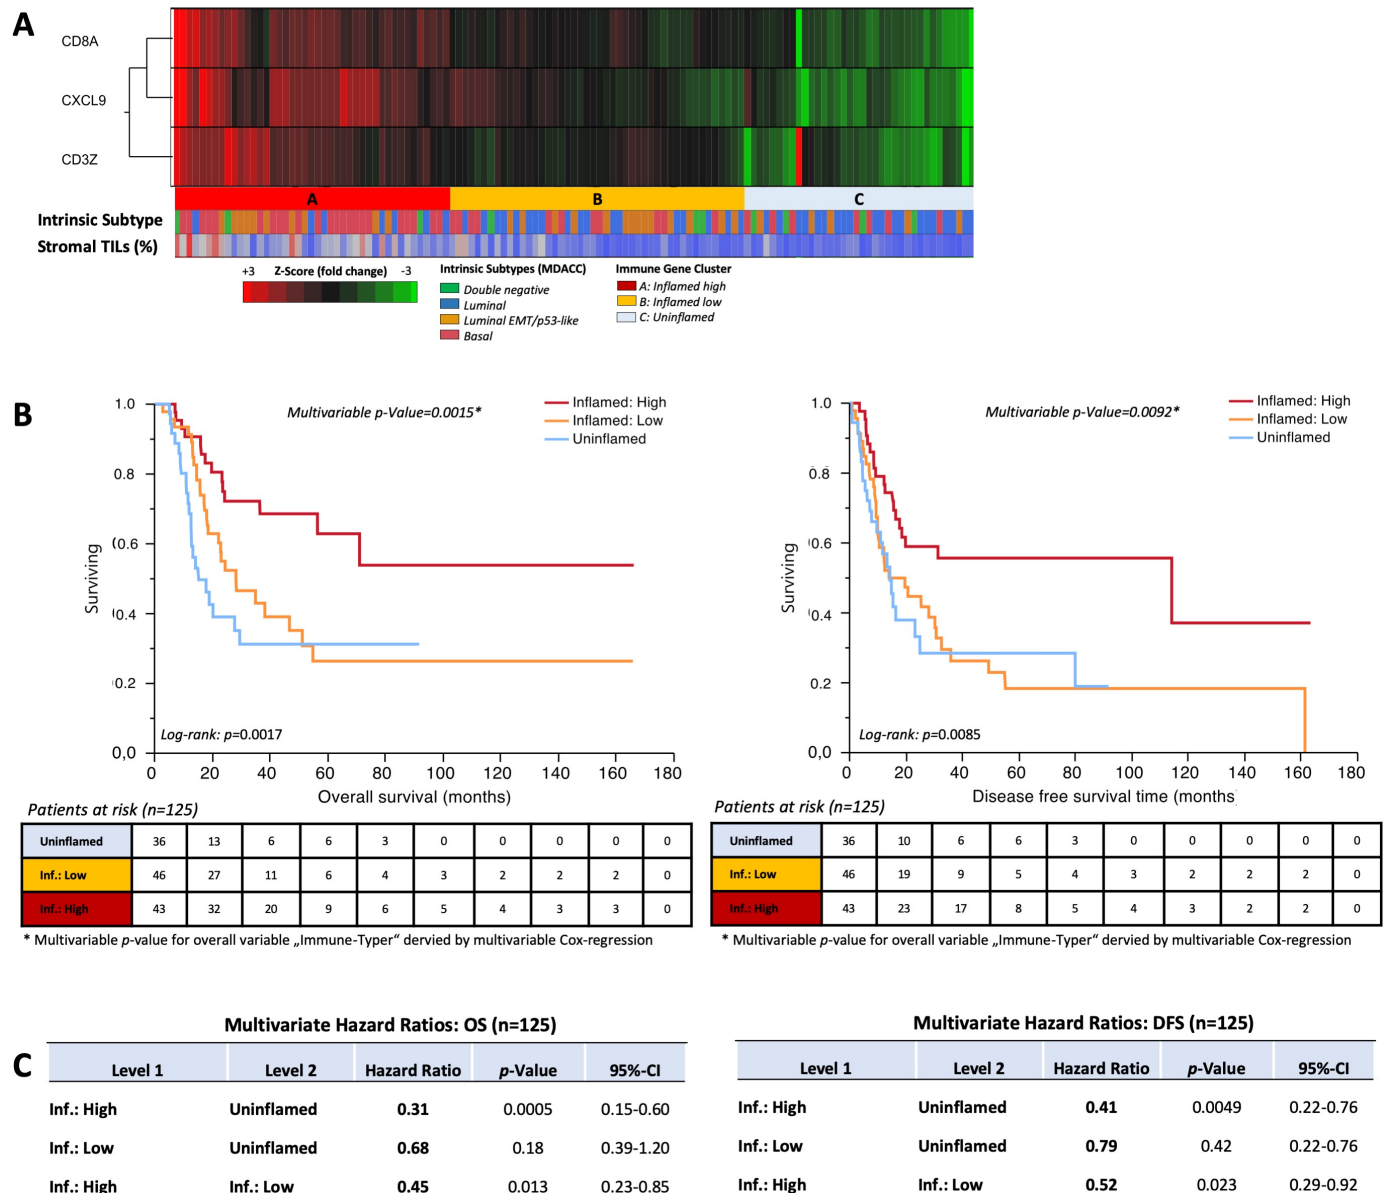 A
CD8A
CXCL9
CD3Z
A B C
Intrinsic Subtype
Stromal TILs (%)
+3 Z-Score (fold change) -3
Intrinsic Subtypes (MDACC)
Double negative
Luminal
Luminal EMT/p53-like
Basal
Immune Gene Cluster
A: Inflamed high
B: Inflamed low
C: Uninflamed
B
Multivariable p-Value=0.0015*
Inflamed: High
Inflamed: Low
Uninflamed
1.0
0.8
0.6
0.4
0.2
0,0
Surviving
Log-rank: p=0.0017
0 20 40 60 80 100 120 140 160 180
Overall survival (months)
Patients at risk (n=125)
Uninflamed 36 13 6 6 3 0 0 0 0 0
Inf.: Low 46 27 11 6 4 3 2 2 2 0
Inf.: High 43 32 20 9 6 5 4 3 3 0
* Multivariable p-value for overall variable „Immune-Typer“ dervied by multivariable Cox-regression
Multivariable p-Value=0.0092*
Inflamed: High
Inflamed: Low
Uninflamed
1.0
0.8
0.6
0.4
0.2
0,0
Surviving
Log-rank: p=0.0085
0 20 40 60 80 100 120 140 160 180
Disease free survival time (months
Patients at risk (n=125)
Uninflamed 36 10 6 6 3 0 0 0 0 0
Inf.: Low 46 19 9 5 4 3 2 2 2 0
Inf.: High 43 23 17 8 5 4 3 2 2 0
* Multivariable p-value for overall variable „Immune-Typer“ dervied by multivariable Cox-regression
C
Multivariate Hazard Ratios: OS (n=125)
Level 1 Level 2 Hazard Ratio p-Value 95%-CI
Inf.: High Uninflamed 0.31 0.0005 0.15-0.60
Inf.: Low Uninflamed 0.68 0.18 0.39-1.20
Inf.: High Inf.: Low 0.45 0.013 0.23-0.85
Multivariate Hazard Ratios: DFS (n=125)
Level 1 Level 2 Hazard Ratio p-Value 95%-CI
Inf.: High Uninflamed 0.41 0.0049 0.22-0.76
Inf.: Low Uninflamed 0.79 0.42 0.22-0.76
Inf.: High Inf.: Low 0.52 0.023 0.29-0.92